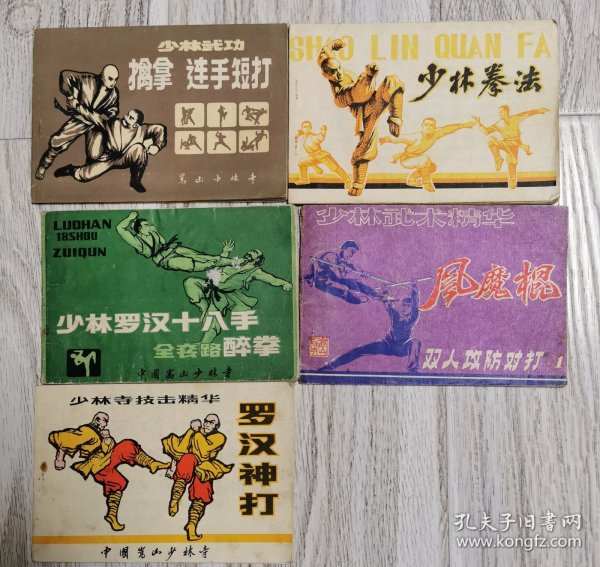 少林武功
擒拿 连手短打
嵩山少林寺
SHAO LIN QUAN FA
少林拳法
LUOHAN
18SHOU
ZUIQUN
少林罗汉十八手
全套路醉拳
中国嵩山少林寺
少林武术精华
风魔棍
双人攻防对打
1
少林寺技击精华
罗汉神打
中国嵩山少林寺
孔夫子旧书网
www.kongfz.com